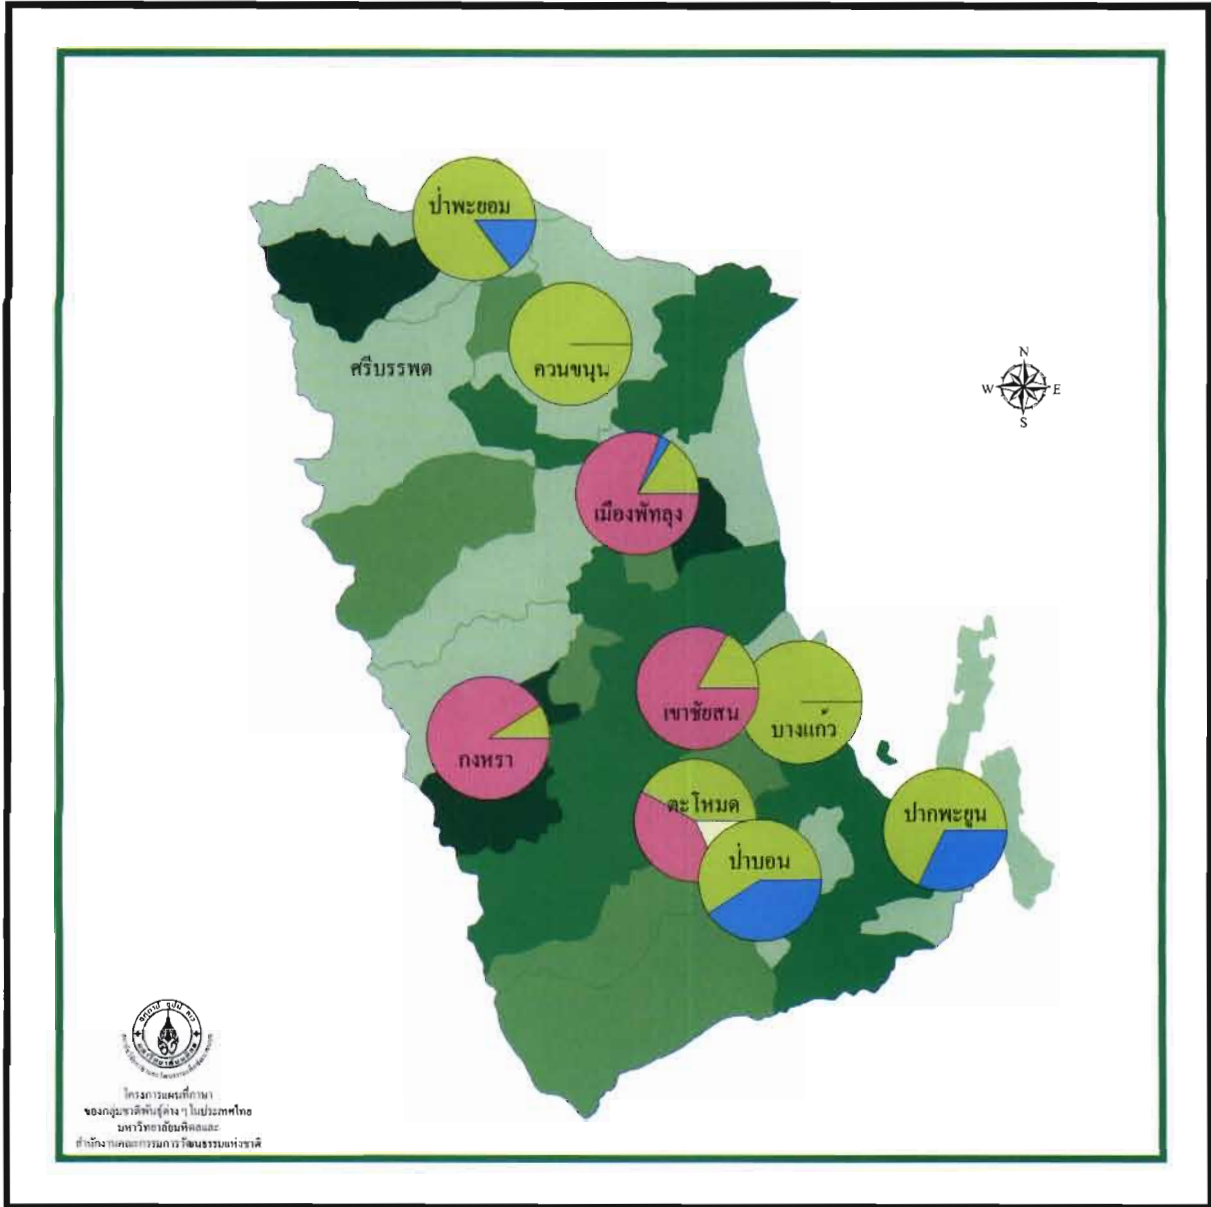 ป่าพะยอม
ศรีบรรพต
ควนขนุน
N
W E
S
เมืองพัทลุง
เขาชัยสน
บางแก้ว
กงหรา
ตะโหมด
ปากพะยูน
ป่าบอน
โครงการแผนที่ภาษา
ของกลุ่มชาติพันธุ์ต่าง ๆ ในประเทศไทย
มหาวิทยาลัยมหิดลและ
สำนักงานคณะกรรมการวัฒนธรรมแห่งชาติ